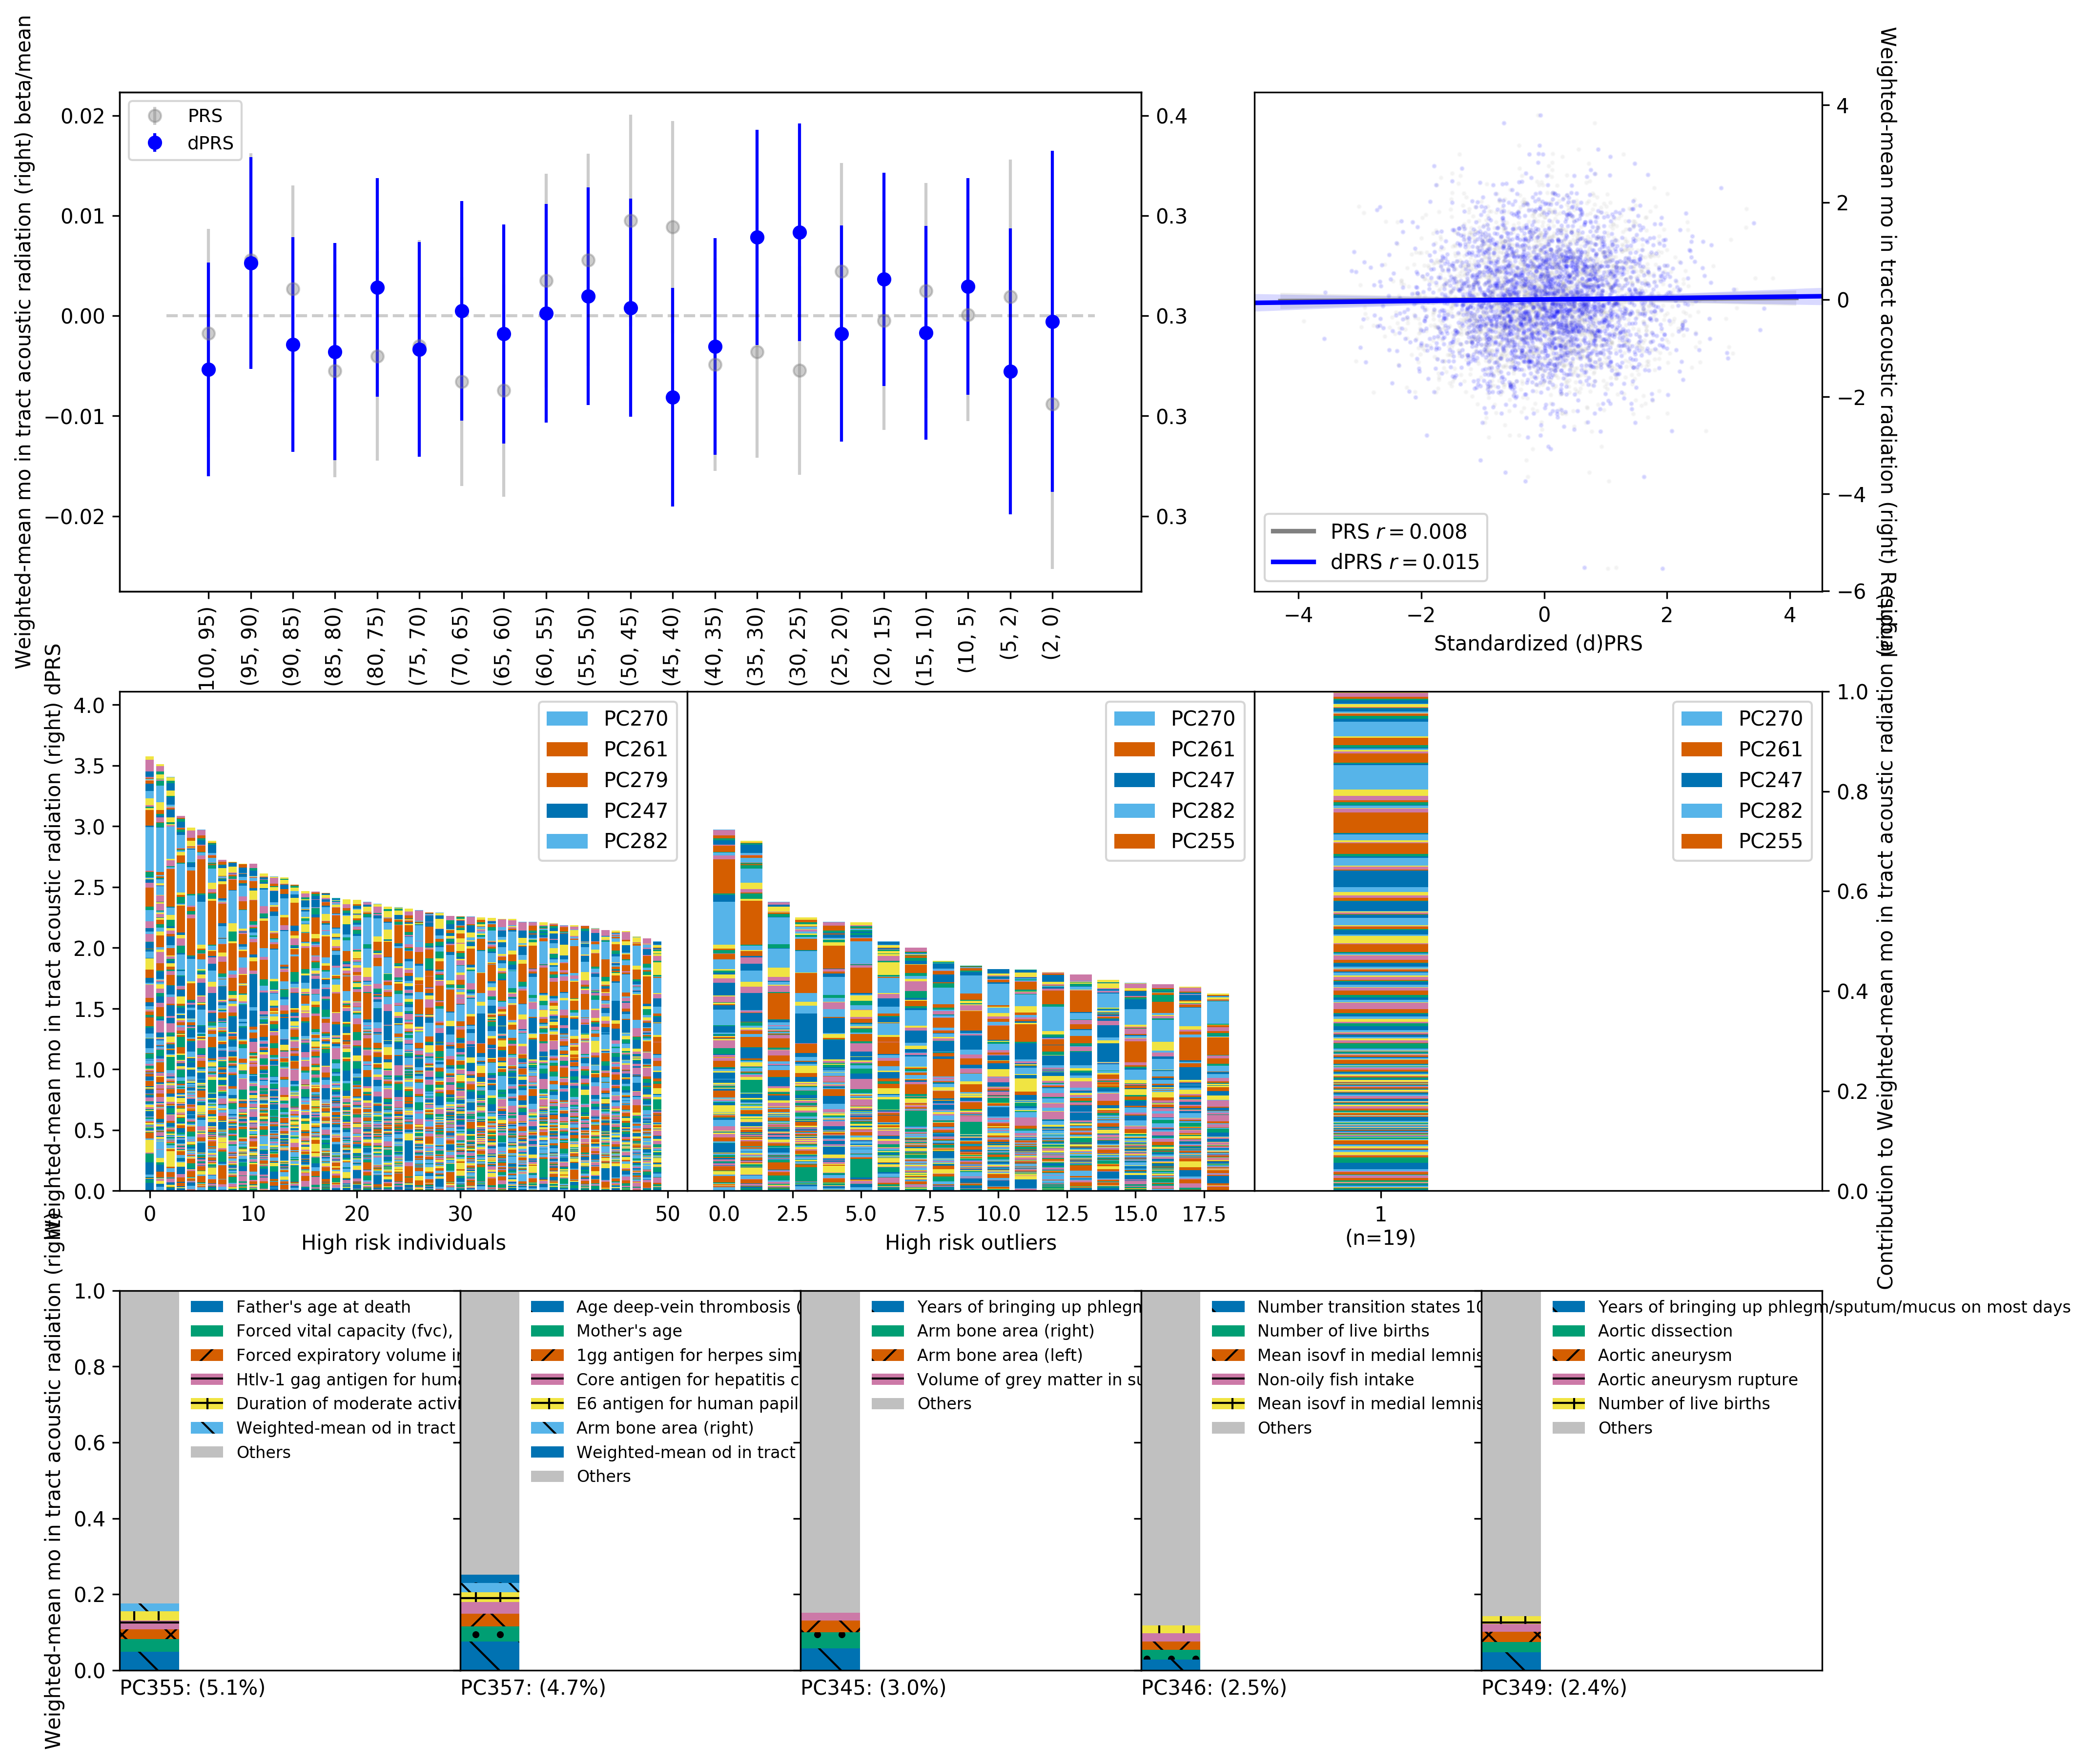 Weighted-mean mo in tract acoustic radiation (right) beta/mean
0.02
0.01
0.00
−0.01
−0.02
PRS
dPRS
0.4
0.3
0.3
0.3
0.3
100, 95)
(95, 90)
(90, 85)
(85, 80)
(80, 75)
(75, 70)
(70, 65)
(65, 60)
(60, 55)
(55, 50)
(50, 45)
(45, 40)
(40, 35)
(35, 30)
(30, 25)
(25, 20)
(20, 15)
(15, 10)
(10, 5)
(5, 2)
(2, 0)
PRS r = 0.008
dPRS r = 0.015
−4
−2
0
2
4
Standardized (d)PRS
4
2
0
−2
−4
−6
Weighted-mean mo in tract acoustic radiation (right) Residual
Weighted-mean mo in tract acoustic radiation (right) dPRS
4.0
3.5
3.0
2.5
2.0
1.5
1.0
0.5
0.0
PC270
PC261
PC279
PC247
PC282
0
10
20
30
40
50
High risk individuals
PC270
PC261
PC247
PC282
PC255
0.0
2.5
5.0
7.5
10.0
12.5
15.0
17.5
High risk outliers
PC270
PC261
PC247
PC282
PC255
1
(n=19)
1.0
0.8
0.6
0.4
0.2
0.0
Contribution to Weighted-mean mo in tract acoustic radiation (right)
Weighted-mean mo in tract acoustic radiation (right)
1.0
0.8
0.6
0.4
0.2
0.0
Father's age at death
Forced vital capacity (fvc),
Forced expiratory volume i
Htlv-1 gag antigen for hum
Duration of moderate activi
Weighted-mean od in tract
Others
PC355: (5.1%)
Age deep-vein thrombosis (
Mother's age
1gg antigen for herpes sim
Core antigen for hepatitis c
E6 antigen for human papil
Arm bone area (right)
Weighted-mean od in tract
Others
PC357: (4.7%)
Years of bringing up phlegm
Arm bone area (right)
Arm bone area (left)
Volume of grey matter in su
Others
PC345: (3.0%)
Number transition states 10
Number of live births
Mean isovf in medial lemnis
Non-oily fish intake
Mean isovf in medial lemnis
Others
PC346: (2.5%)
Years of bringing up phlegm/sputum/mucus on most days
Aortic dissection
Aortic aneurysm
Aortic aneurysm rupture
Number of live births
Others
PC349: (2.4%)